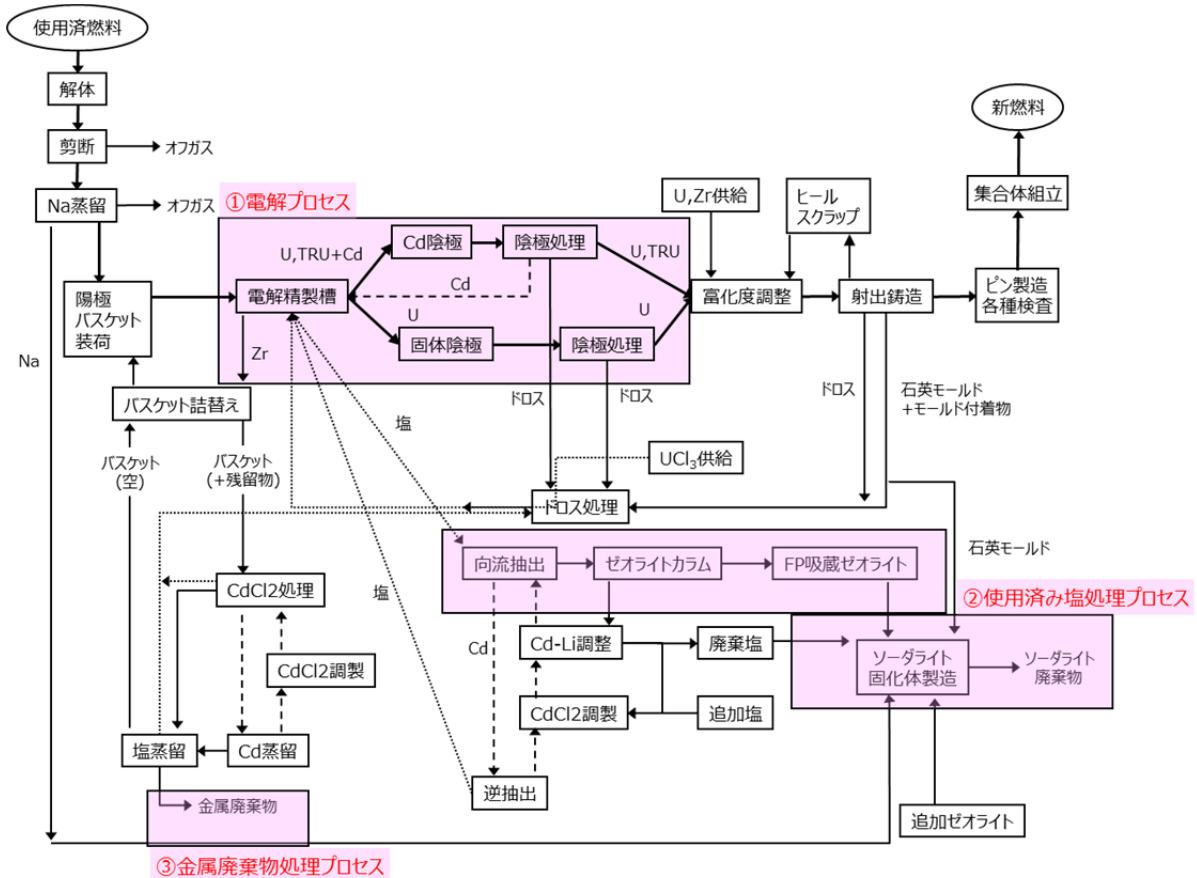 使用済燃料
解体
新燃料
剪断
オフガス
集合体組立
Na蒸留
オフガス
①電解プロセス
U,Zr供給
ヒール
スクラップ
Cd陰極
陰極処理
U,TRU+Cd
U,TRU
Cd
電解精製槽
富化度調整
射出鋳造
ピン製造
各種検査
陽極
バスケット
装荷
U
U
固体陰極
陰極処理
Zr
Na
ドロス
ドロス
ドロス
石英モールド
+モールド付着物
バスケット詰替え
塩
バスケット
(空)
バスケット
(+残留物)
UCl₃供給
ドロス処理
石英モールド
向流抽出
ゼオライトカラム
FP吸蔵ゼオライト
②使用済み塩処理プロセス
CdCl2処理
塩
Cd
Cd-Li調整
廃棄塩
ソーダライト
固化体製造
ソーダライト
廃棄物
CdCl2調製
CdCl2調製
追加塩
塩蒸留
Cd蒸留
逆抽出
金属廃棄物
追加ゼオライト
③金属廃棄物処理プロセス